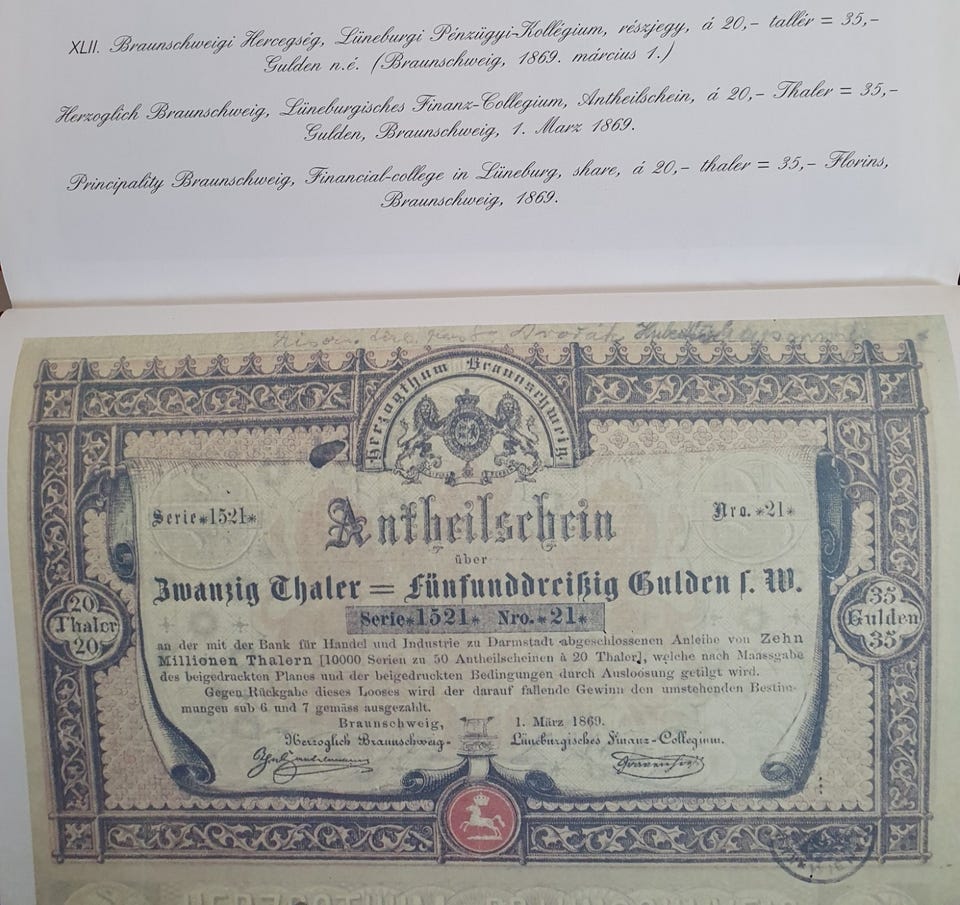 XLII. Braunschweigi Hercegség, Lüneburgi Pénzügyi-Kollégium, részjegy, á 20,- tallér = 35,-
Gulden n.é. (Braunschweig, 1869. március 1.)
Herzoglich Braunschweig, Lüneburgisches Finanz-Collegium, Antheilschein, á 20,- Thaler = 35,-
Gulden, Braunschweig, 1. Marz 1869.
Principality Braunschweig, Financial-college in Lüneburg, share, á 20,- thaler = 35,- Florins,
Braunschweig, 1869.
Dvořák
Herzogthum Braunschweig.
Serie*1521*
Nro. *21*
Antheilschein
über
Zwanzig Thaler = Fünfunddreißig Gulden s. W.
Serie*1521* Nro.*21*
20
Thaler
20
35
Gulden
35
an der mit der Bank für Handel und Industrie zu Darmstadt abgeschlossenen Anleihe von Zehn
Millionen Thalern [10000 Serien zu 50 Antheilscheinen à 20 Thaler], welche nach Maassgabe
des beigedruckten Planes und der beigedruckten Bedingungen durch Ausloosung getilgt wird.
Gegen Rückgabe dieses Looses wird der darauf fallende Gewinn den umstehenden Bestim-
mungen sub 6 und 7 gemäss ausgezahlt.
Braunschweig, 1. März 1869.
Herzoglich Braunschweig-Lüneburgisches Finanz-Collegium.
WIEN
HERZOGTHUM BRAUNSCHWEIG